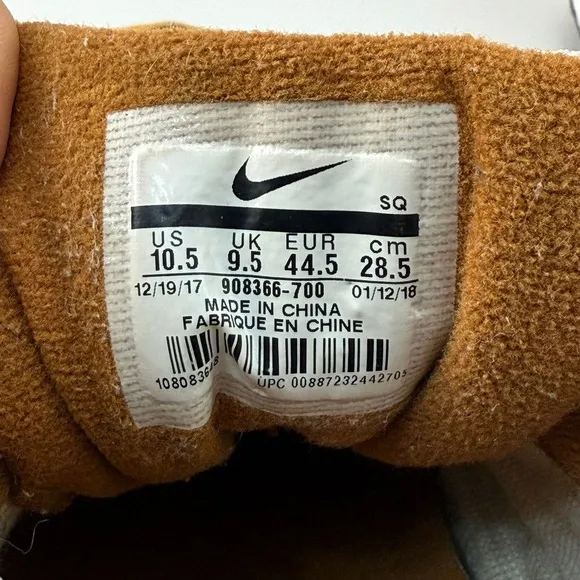 SQ
US UK EUR cm
10.5 9.5 44.5 28.5
12/19/17 908366-700 01/12/18
MADE IN CHINA
FABRIQUE EN CHINE
UPC 00887232442705